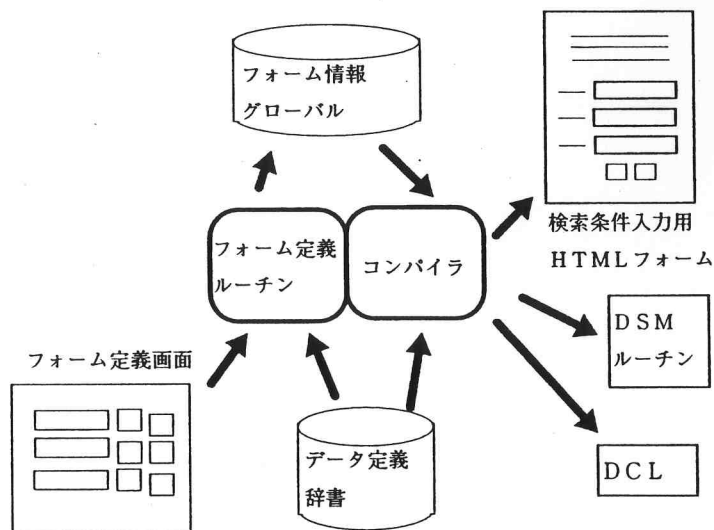 フォーム情報
グローバル
フォーム定義
ルーチン
コンパイラ
検索条件入力用
HTMLフォーム
DSM
ルーチン
フォーム定義画面
データ定義
辞書
DCL